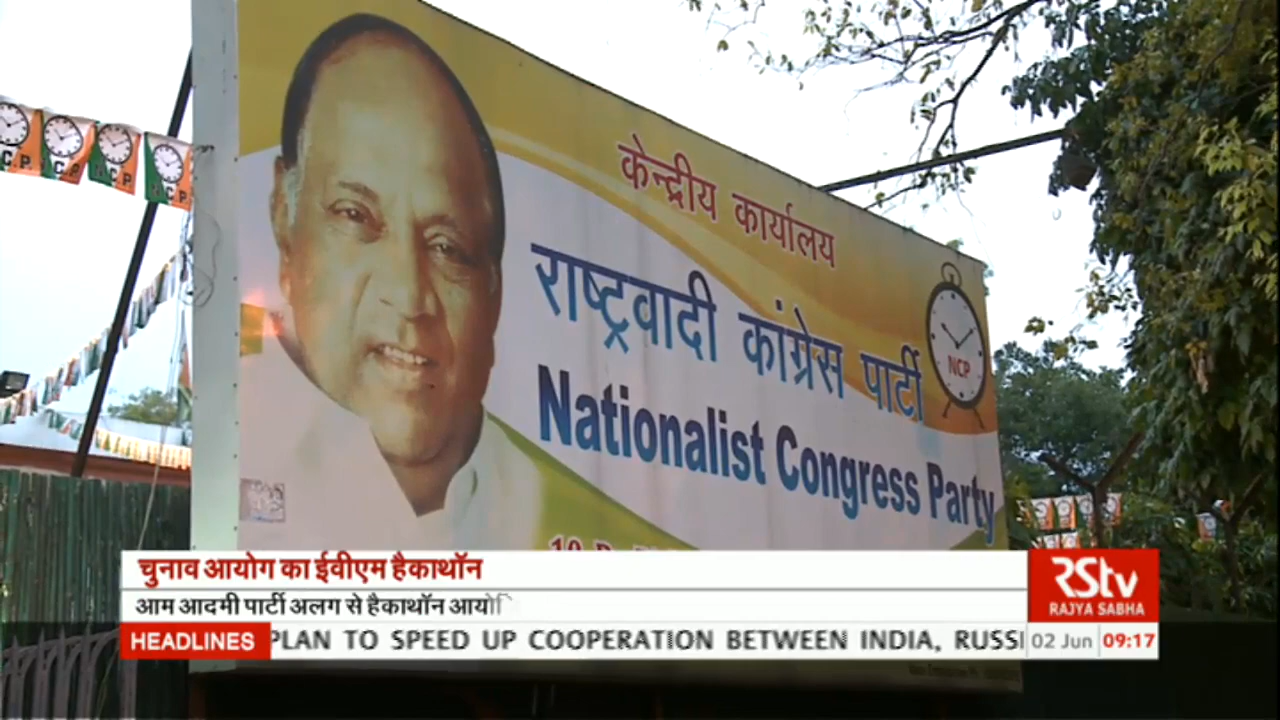 C.P.
C.P.
C.P.
C.P.
केन्द्रीय कार्यालय
राष्ट्रवादी कांग्रेस पार्टी
NCP
Nationalist Congress Party
चुनाव आयोग का ईवीएम हैकाथॉन
आम आदमी पार्टी अलग से हैकाथॉन आयो
RStv
RAJYA SABHA
HEADLINES PLAN TO SPEED UP COOPERATION BETWEEN INDIA, RUSSI 02 Jun 09:17